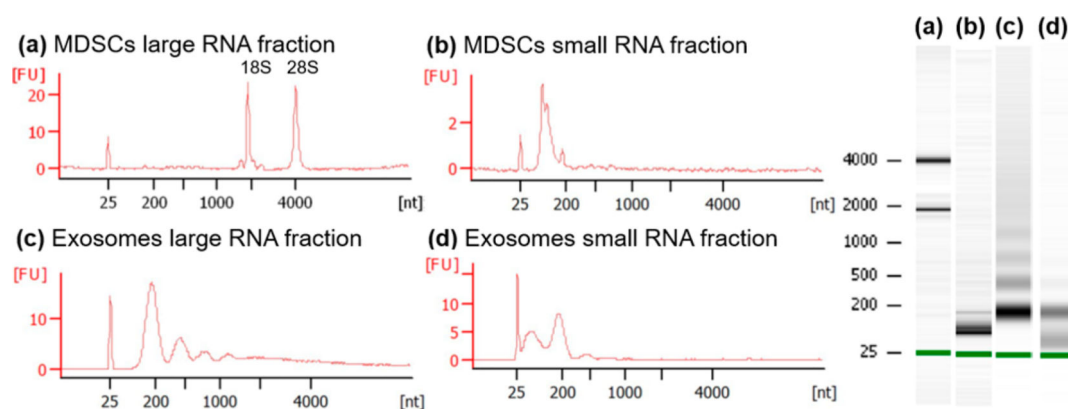 (a) MDSCs large RNA fraction
18S 28S
[FU]
20
10
0
25 200 1000 4000 [nt]
(b) MDSCs small RNA fraction
[FU]
2
0
25 200 1000 4000 [nt]
(c) Exosomes large RNA fraction
[FU]
10
0
25 200 1000 4000 [nt]
(d) Exosomes small RNA fraction
[FU]
10
5
0
25 200 1000 4000 [nt]
(a) (b) (c) (d)
4000
2000
1000
500
200
25